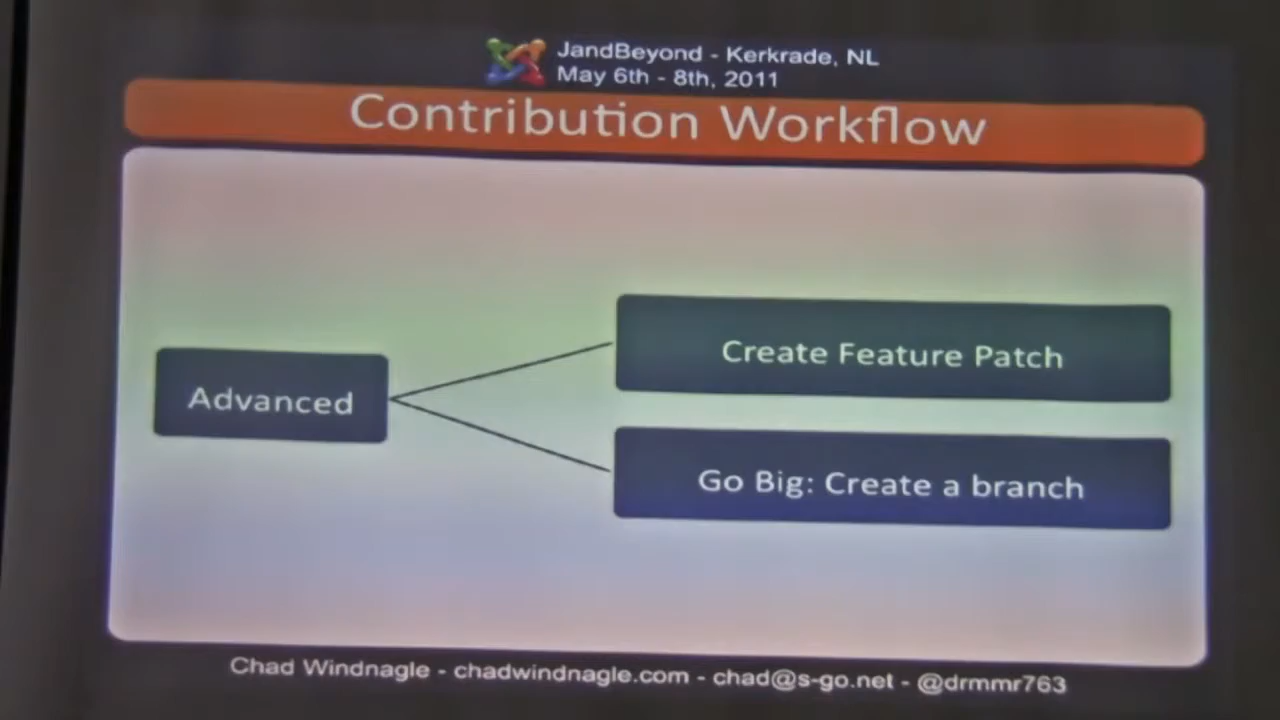 JandBeyond - Kerkrade, NL
May 6th - 8th, 2011
Contribution Workflow
Advanced
Create Feature Patch
Go Big: Create a branch
Chad Windnagle - chadwindnagle.com - chad@s-go.net - @drmmr763